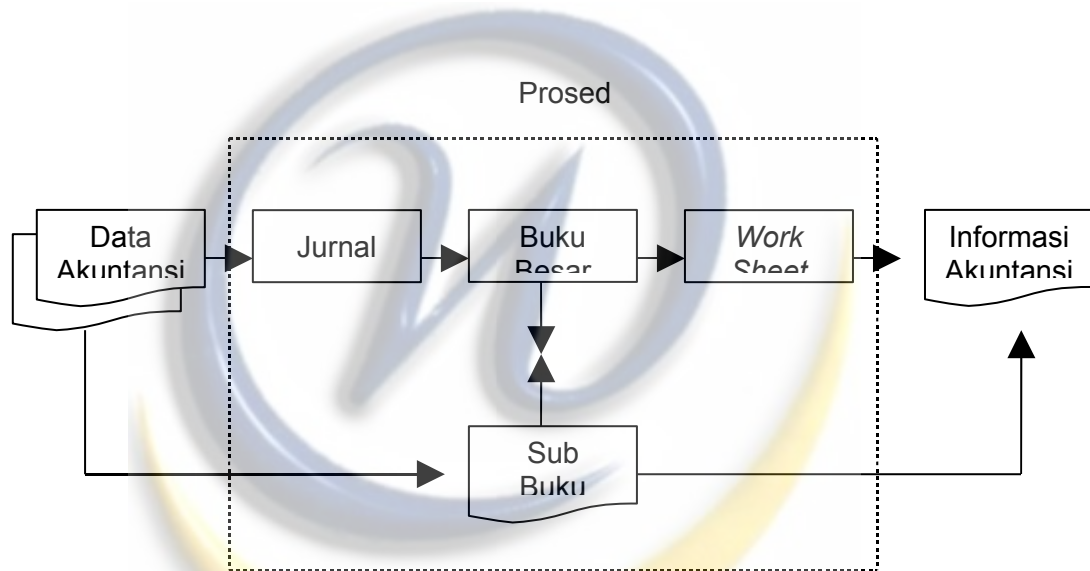 Prosed
Data
Akuntansi
Jurnal
Buku
Besar
Work
Sheet
Informasi
Akuntansi
Sub
Buku